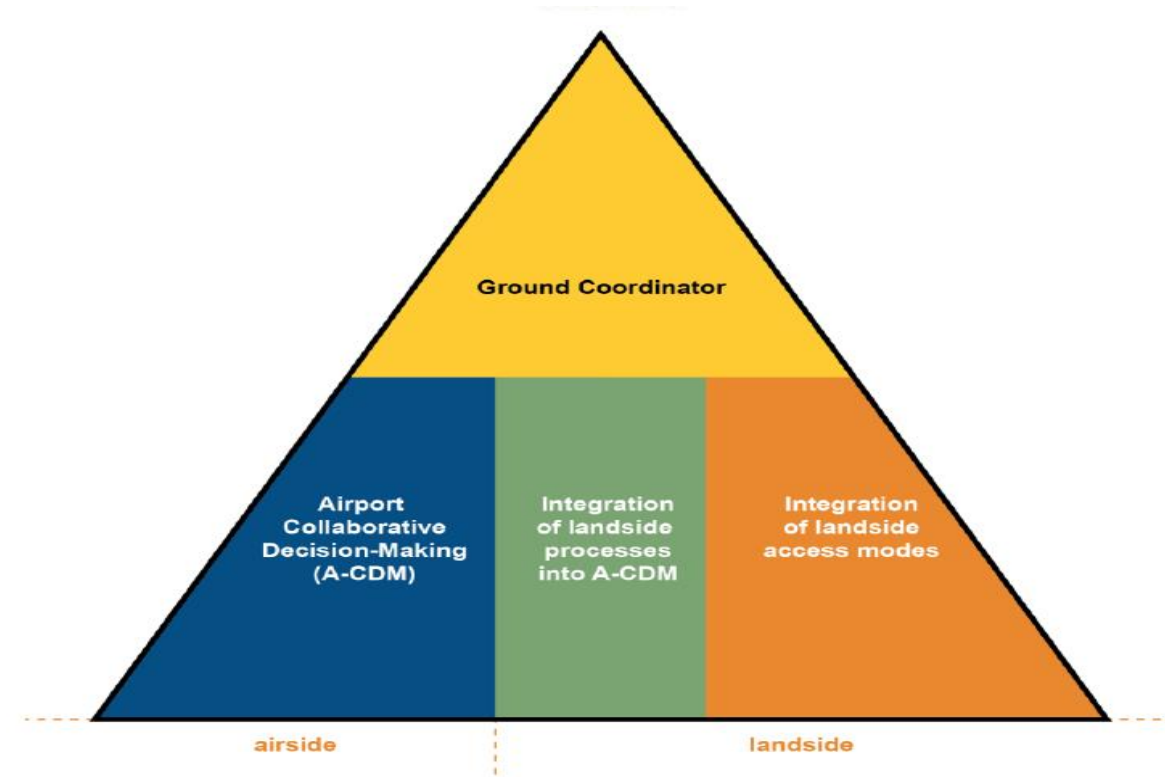 Ground Coordinator
Airport
Collaborative
Decision-Making
(A-CDM)
Integration
of landside
processes
into A-CDM
Integration
of landside
access modes
airside
landside